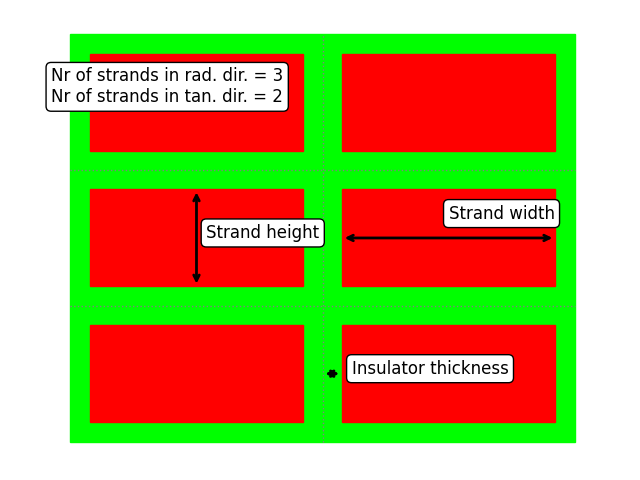 Nr of strands in rad. dir. = 3
Nr of strands in tan. dir. = 2
Strand width
Strand height
Insulator thickness